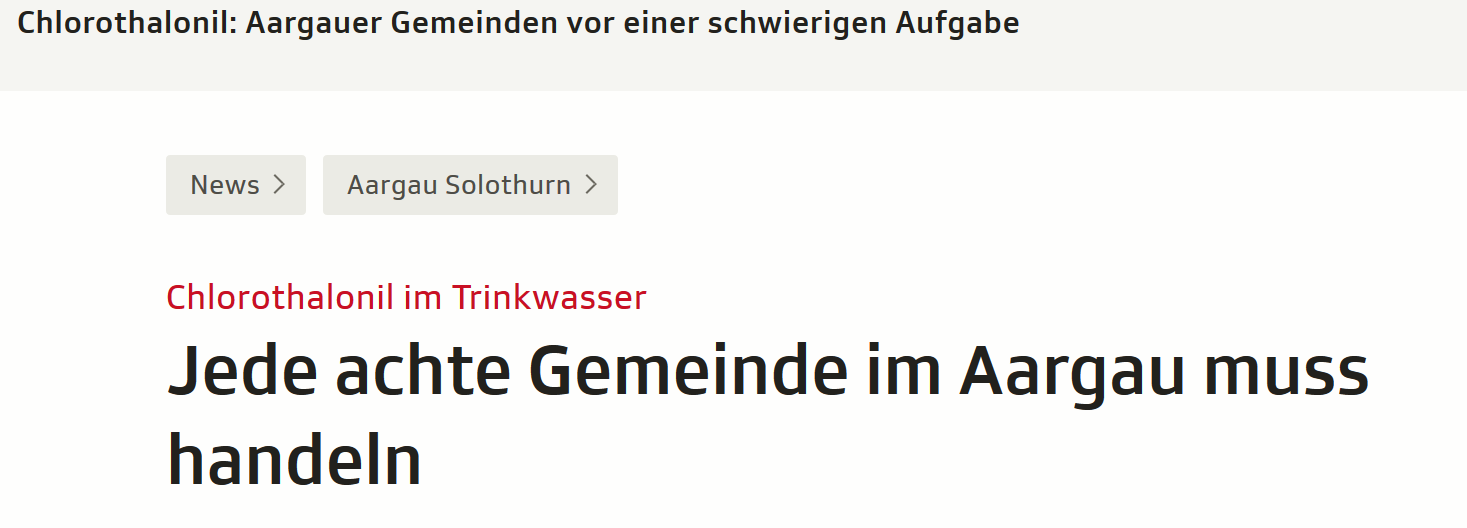 Chlorothalonil: Aargauer Gemeinden vor einer schwierigen Aufgabe
News
Aargau Solothurn
Chlorothalonil im Trinkwasser
Jede achte Gemeinde im Aargau muss
handeln